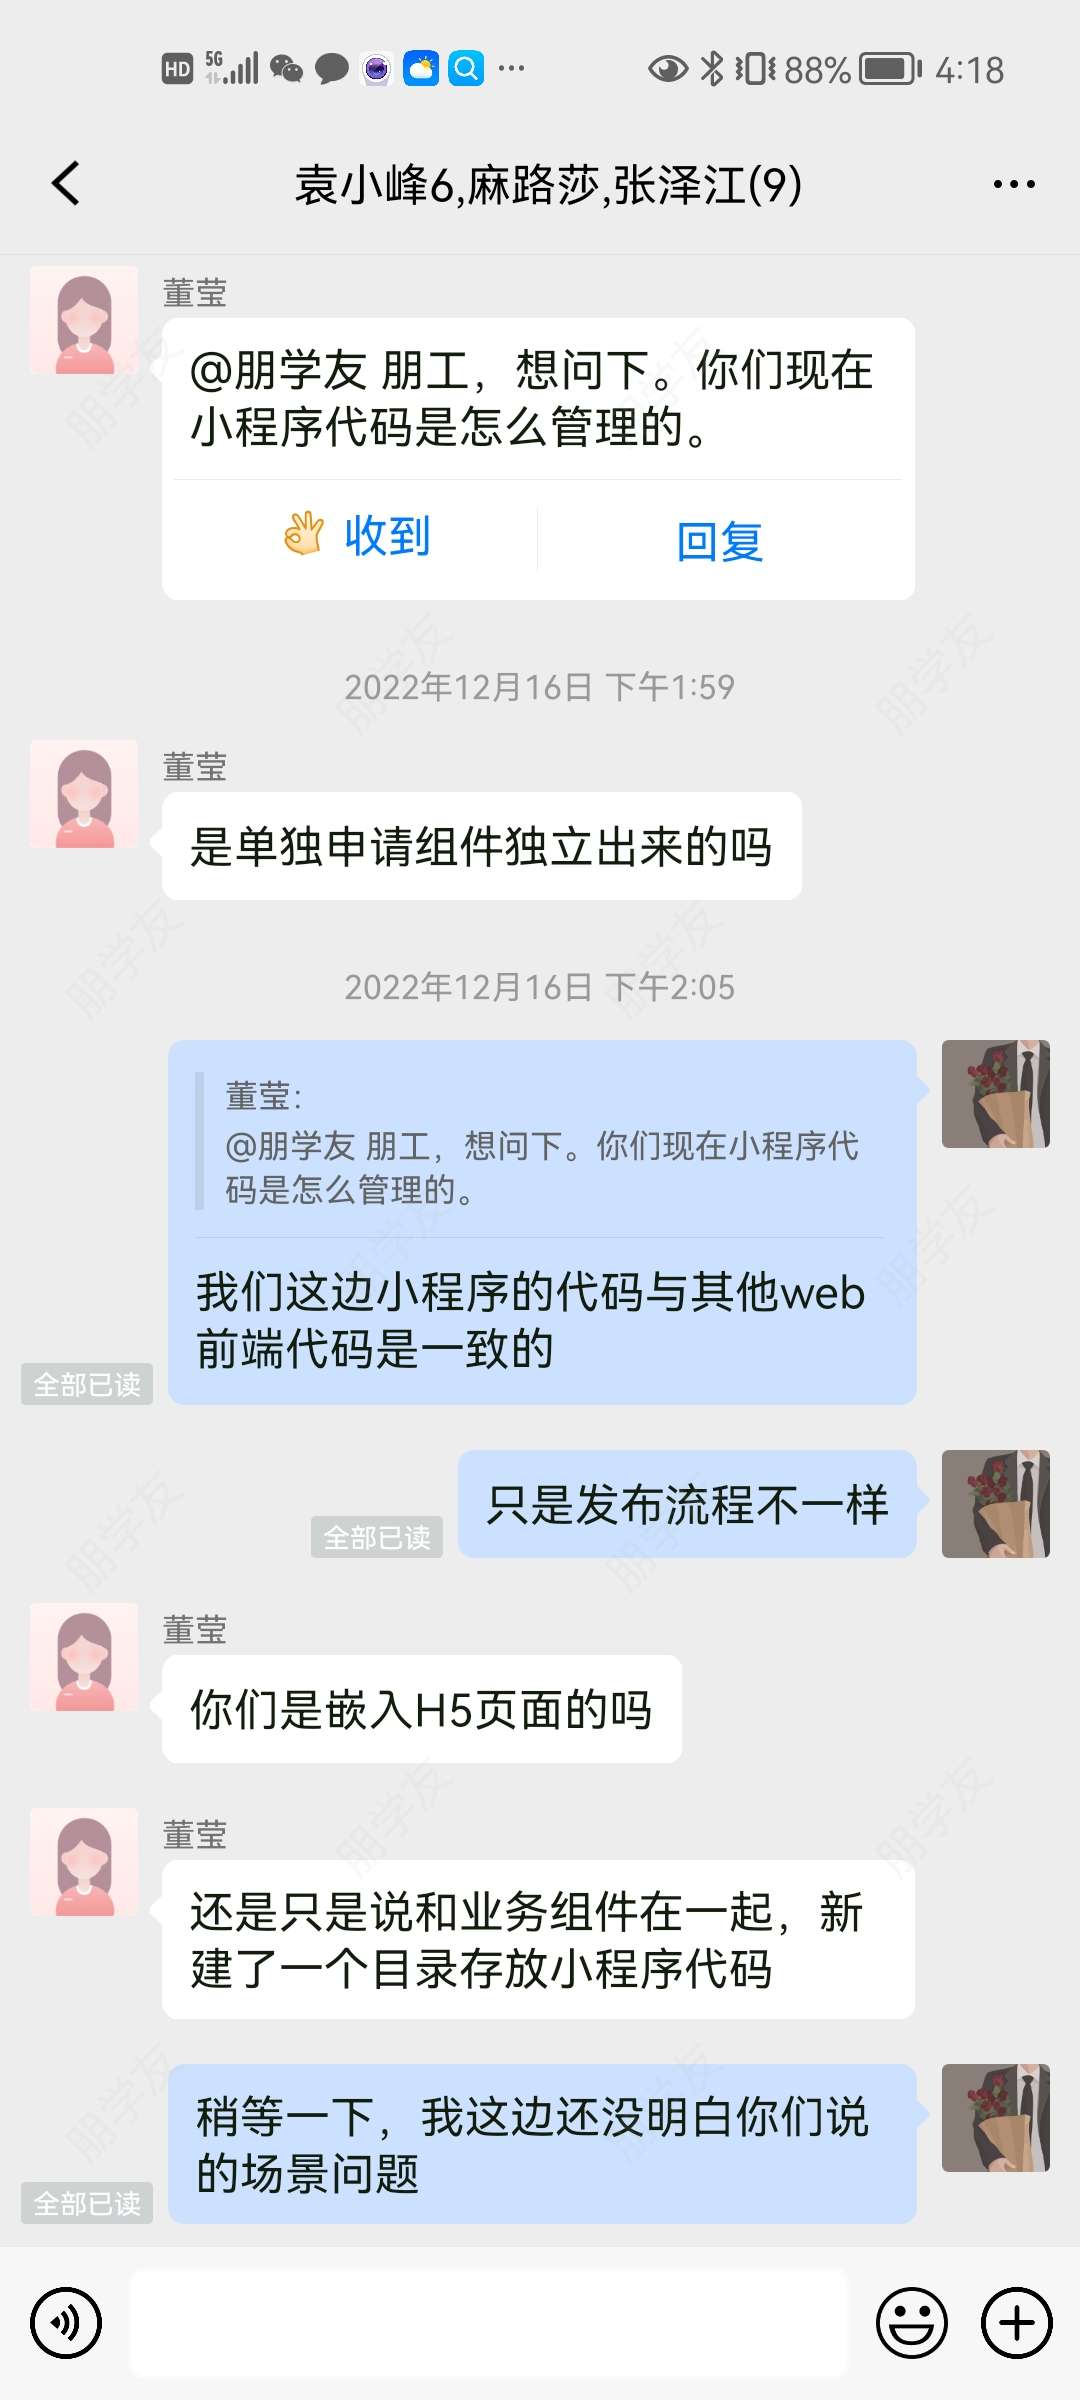 HD 5G 88% 4:18
袁小峰6,麻路莎,张泽江(9)
董莹
@朋学友 朋工，想问下。你们现在
小程序代码是怎么管理的。
收到 回复
2022年12月16日 下午1:59
董莹
是单独申请组件独立出来的吗
2022年12月16日 下午2:05
董莹：
@朋学友 朋工，想问下。你们现在小程序代
码是怎么管理的。
我们这边小程序的代码与其他web
前端代码是一致的
全部已读
只是发布流程不一样
全部已读
董莹
你们是嵌入H5页面的吗
董莹
还是只是说和业务组件在一起，新
建了一个目录存放小程序代码
稍等一下，我这边还没明白你们说
的场景问题
全部已读
朋学友